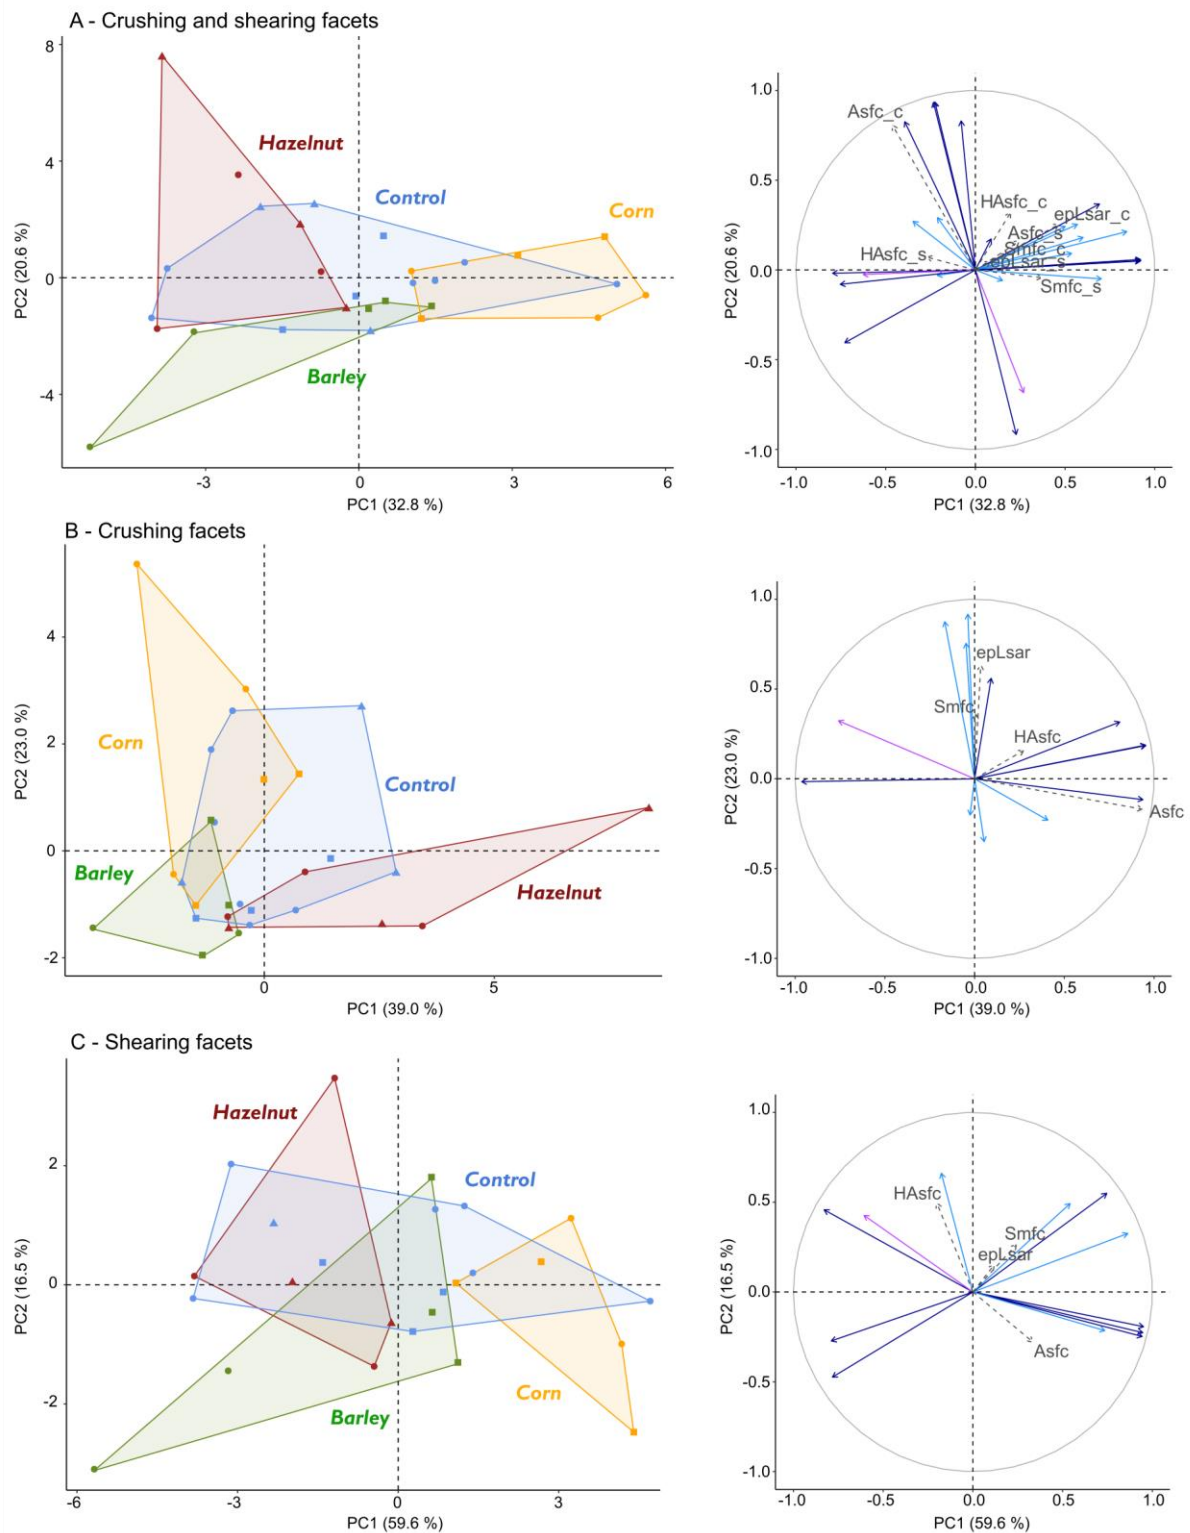 A - Crushing and shearing facets
8
4
0
-4
PC2 (20.6 %)
Hazelnut
Control
Corn
Barley
-3
0
3
6
PC1 (32.8 %)
1.0
0.5
0.0
-0.5
-1.0
PC2 (20.6 %)
Asfc_c
HAsfc_c
epLsar_c
Asfc_s
Smfc_c
HAsfc_s
epLsar_s
Smfc_s
-1.0
-0.5
0.0
0.5
1.0
PC1 (32.8 %)
B - Crushing facets
4
2
0
-2
PC2 (23.0 %)
Corn
Control
Barley
Hazelnut
0
5
PC1 (39.0 %)
1.0
0.5
0.0
-0.5
-1.0
PC2 (23.0 %)
epLsar
Smfc
HAsfc
Asfc
-1.0
-0.5
0.0
0.5
1.0
PC1 (39.0 %)
C - Shearing facets
2
0
-2
PC2 (16.5 %)
Hazelnut
Control
Corn
Barley
-6
-3
0
3
PC1 (59.6 %)
1.0
0.5
0.0
-0.5
-1.0
PC2 (16.5 %)
HAsfc
Smfc
epLsar
Asfc
-1.0
-0.5
0.0
0.5
1.0
PC1 (59.6 %)